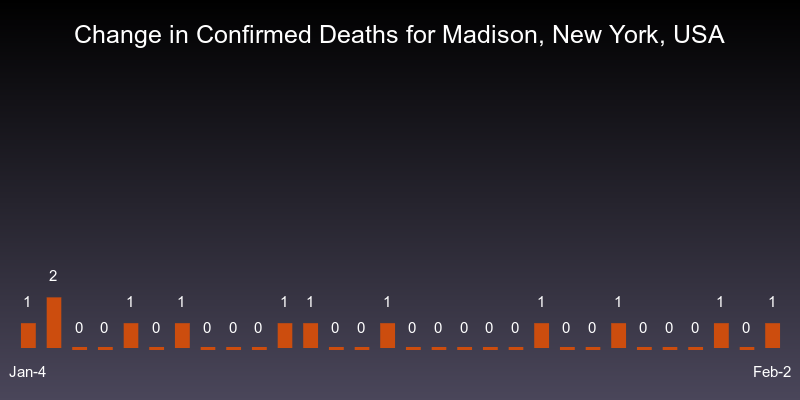 Change in Confirmed Deaths for Madison, New York, USA
2
1 1 1 1 1 1 1 1 1 1
0 0 0 0 0 0 0 0 0 0 0 0 0 0 0 0 0 0 0
Jan-4 Feb-2